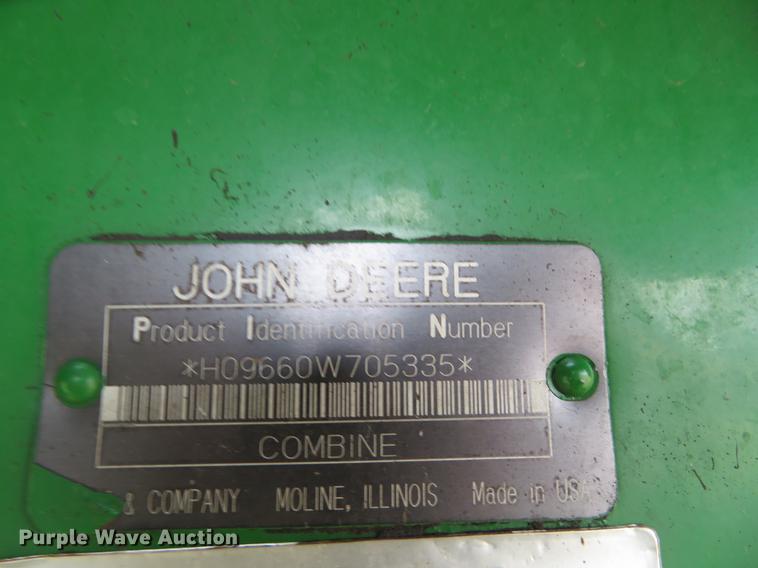 JOHN DEERE
Product Identification Number
*H09660W705335*
COMBINE
& COMPANY MOLINE, ILLINOIS Made in USA
Purple Wave Auction